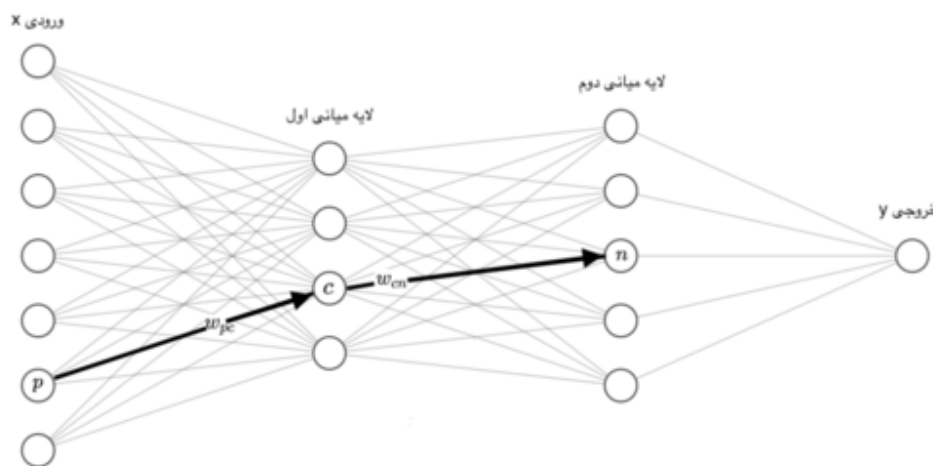 ورودی x
لایه میانی دوم
لایه میانی اول
خروجی y
n
w_cn
c
w_pc
p